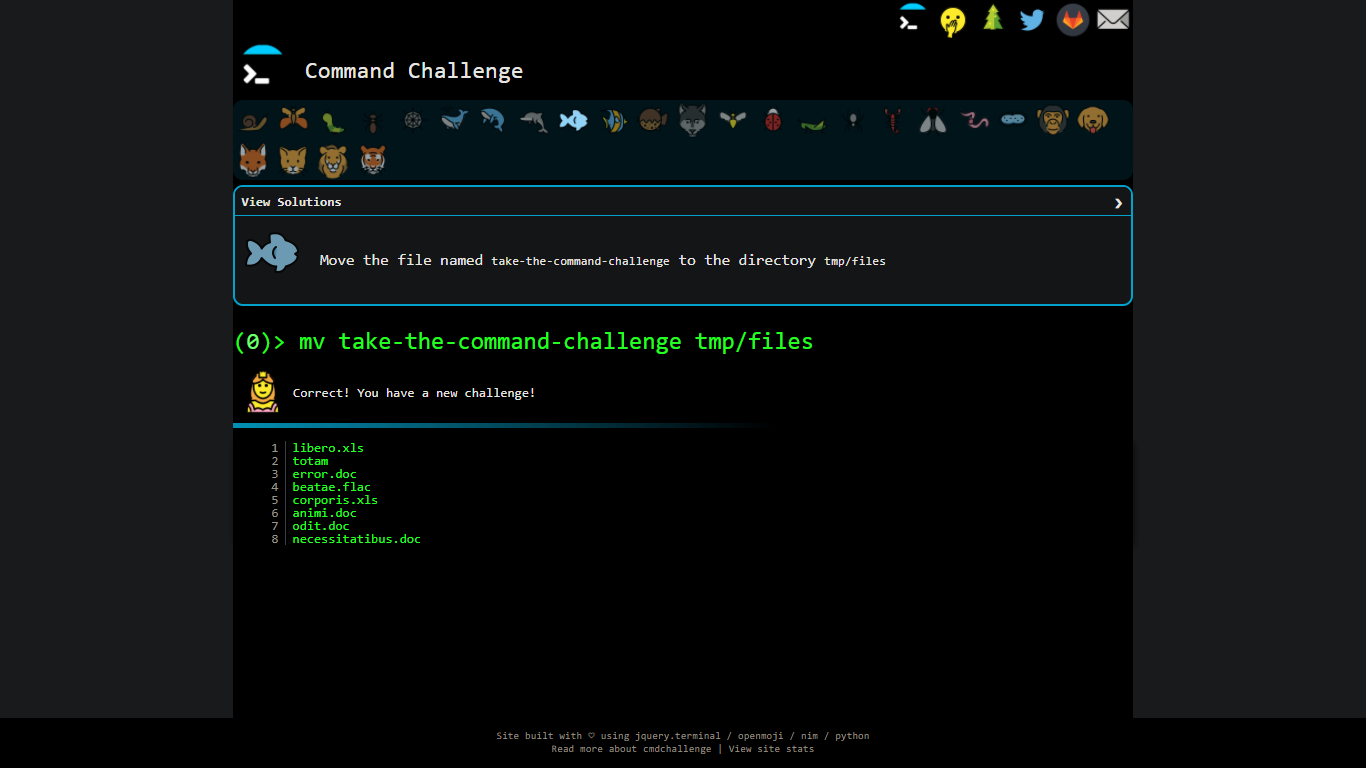 Command Challenge
View Solutions
Move the file named take-the-command-challenge to the directory tmp/files
(0)> mv take-the-command-challenge tmp/files
Correct! You have a new challenge!
1 libero.xls
2 totam
3 error.doc
4 beatae.flac
5 corporis.xls
6 animi.doc
7 odit.doc
8 necessitatibus.doc
Site built with ♡ using jquery.terminal / openmoji / nim / python
Read more about cmdchallenge | View site stats